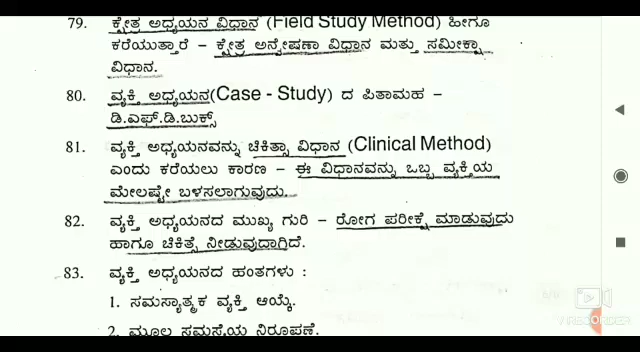 79. ಕ್ಷೇತ್ರ ಅಧ್ಯಯನ ವಿಧಾನ (Field Study Method) ಹೀಗೂ
ಕರೆಯುತ್ತಾರೆ – ಕ್ಷೇತ್ರ ಅನ್ವೇಷಣಾ ವಿಧಾನ ಮತ್ತು ಸಮೀಕ್ಷಾ
ವಿಧಾನ.
80. ವ್ಯಕ್ತಿ ಅಧ್ಯಯನ (Case - Study) ದ ಪಿತಾಮಹ –
ಡಿ.ಎಫ್.ಡಿ.ಬುಕ್ಸ್
81. ವ್ಯಕ್ತಿ ಅಧ್ಯಯನವನ್ನು ಚಿಕಿತ್ಸಾ ವಿಧಾನ (Clinical Method)
ಎಂದು ಕರೆಯಲು ಕಾರಣ – ಈ ವಿಧಾನವನ್ನು ಒಬ್ಬ ವ್ಯಕ್ತಿಯ
ಮೇಲಷ್ಟೇ ಬಳಸಲಾಗುವುದು.
82. ವ್ಯಕ್ತಿ ಅಧ್ಯಯನದ ಮುಖ್ಯ ಗುರಿ – ರೋಗ ಪರೀಕ್ಷೆ ಮಾಡುವುದು
ಹಾಗೂ ಚಿಕಿತ್ಸೆ ನೀಡುವುದಾಗ್ರಿದೆ.
83. ವ್ಯಕ್ತಿ ಅಧ್ಯಯನದ ಹಂತಗಳು :
1. ಸಮಸ್ಯಾತ್ಮಕ ವ್ಯಕ್ತಿ ಆಯ್ಕೆ.
2. ಮೂಲ ಸಮಸ್ಯೆಯ ನಿರೂಪಣೆ.